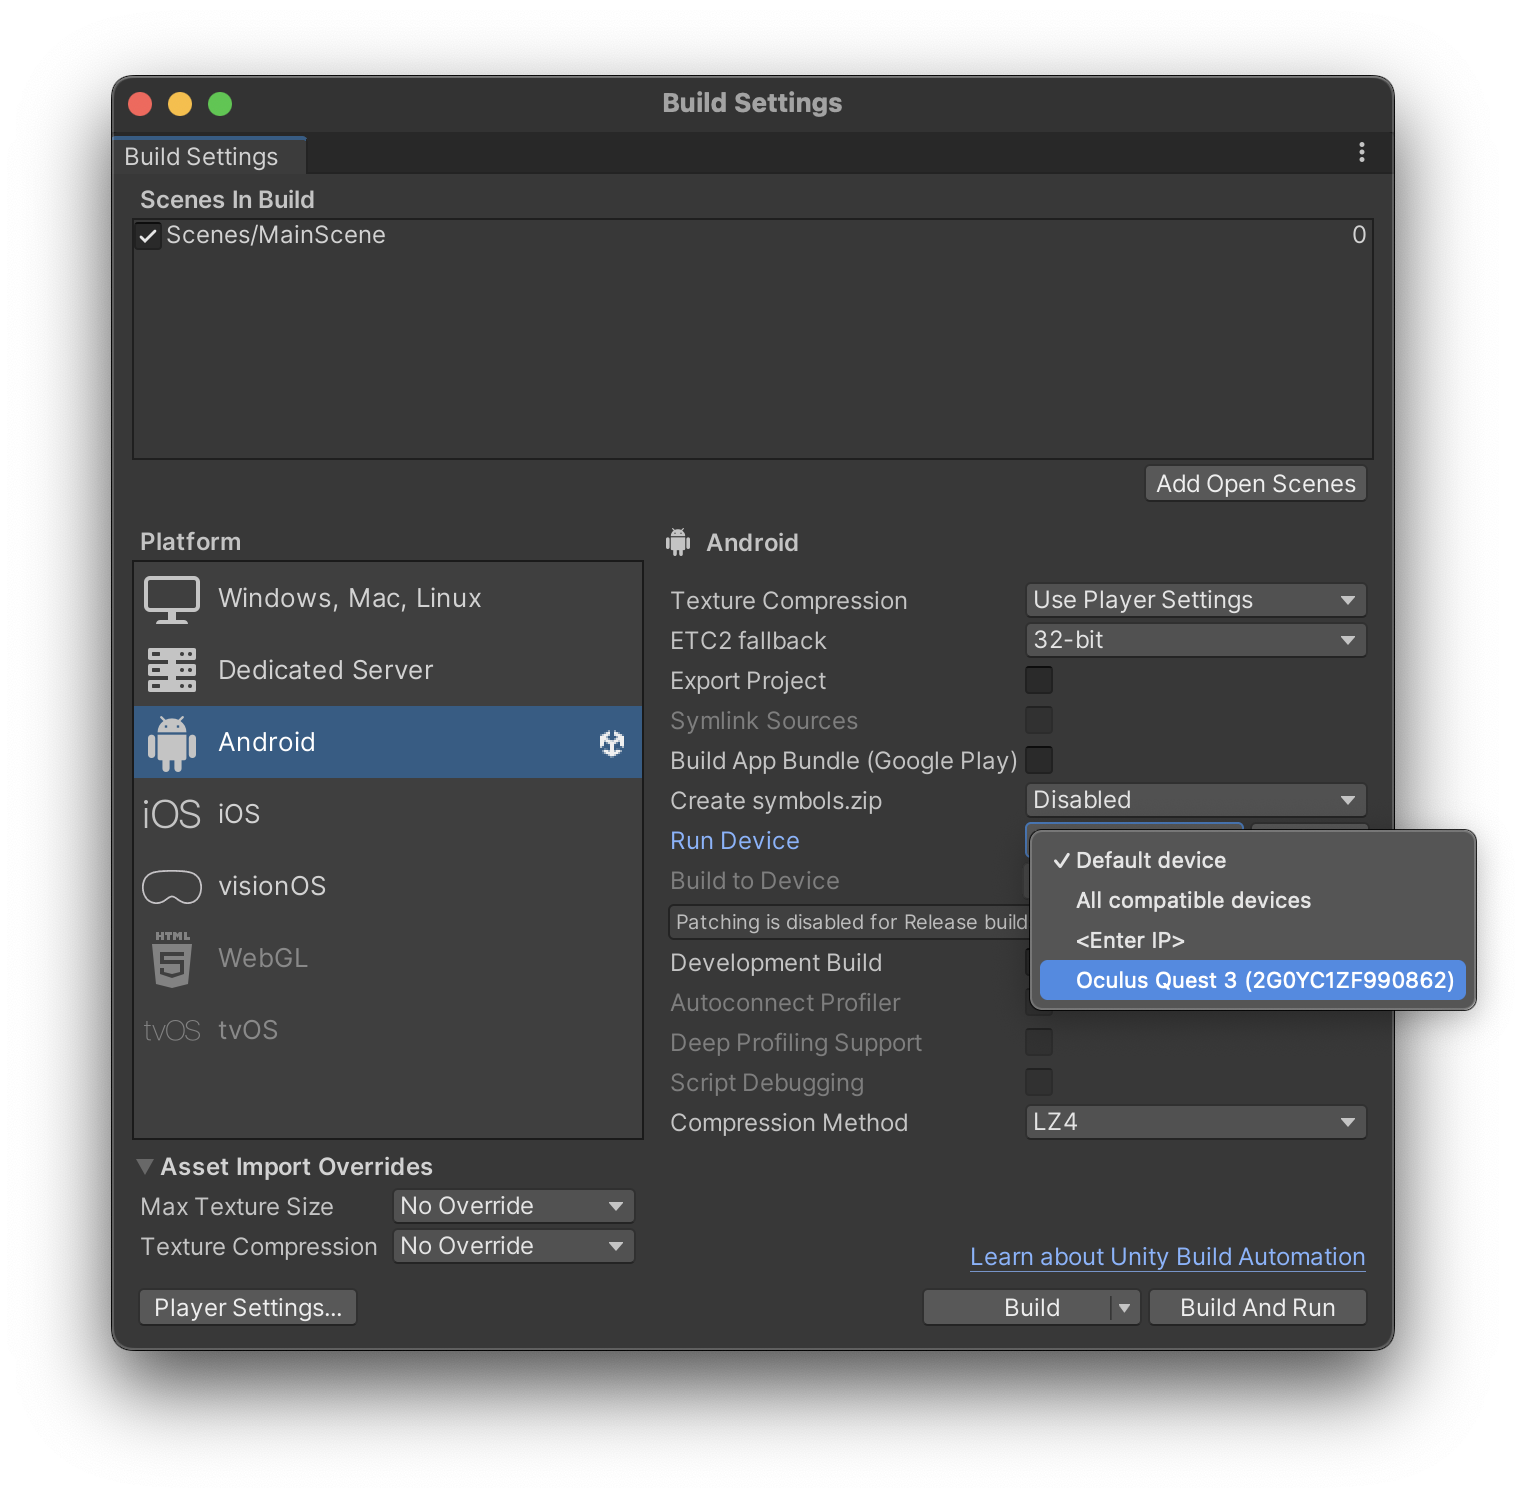 Build Settings
Build Settings
Scenes In Build
Scenes/MainScene 0
Add Open Scenes
Platform
Windows, Mac, Linux
Dedicated Server
Android
iOS iOS
visionOS
HTML 5 WebGL
tvOS tvOS
Android
Texture Compression Use Player Settings
ETC2 fallback 32-bit
Export Project
Symlink Sources
Build App Bundle (Google Play)
Create symbols.zip Disabled
Run Device
Build to Device
Patching is disabled for Release build
Development Build
Autoconnect Profiler
Deep Profiling Support
Script Debugging
Compression Method LZ4
Default device
All compatible devices
<Enter IP>
Oculus Quest 3 (2G0YC1ZF990862)
Asset Import Overrides
Max Texture Size No Override
Texture Compression No Override
Learn about Unity Build Automation
Player Settings...
Build
Build And Run